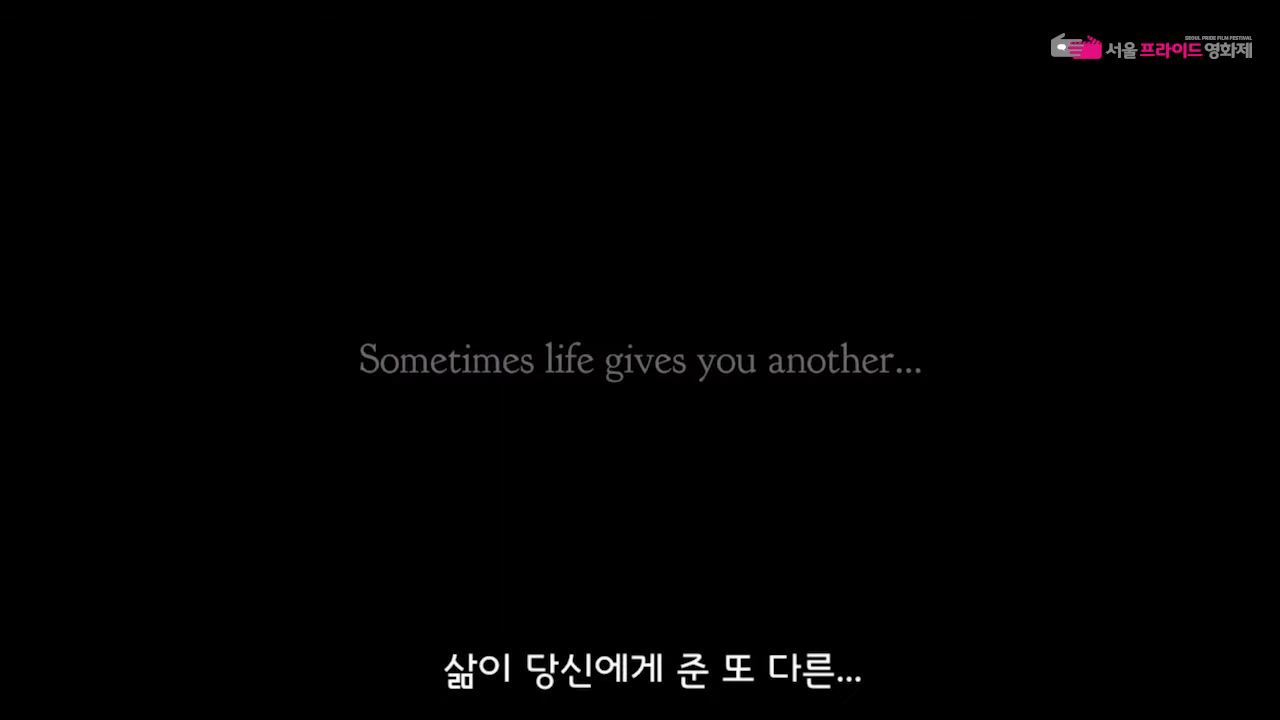 SEOUL PRIDE FILM FESTIVAL
서울 프라이드 영화제
Sometimes life gives you another...
삶이 당신에게 준 또 다른...